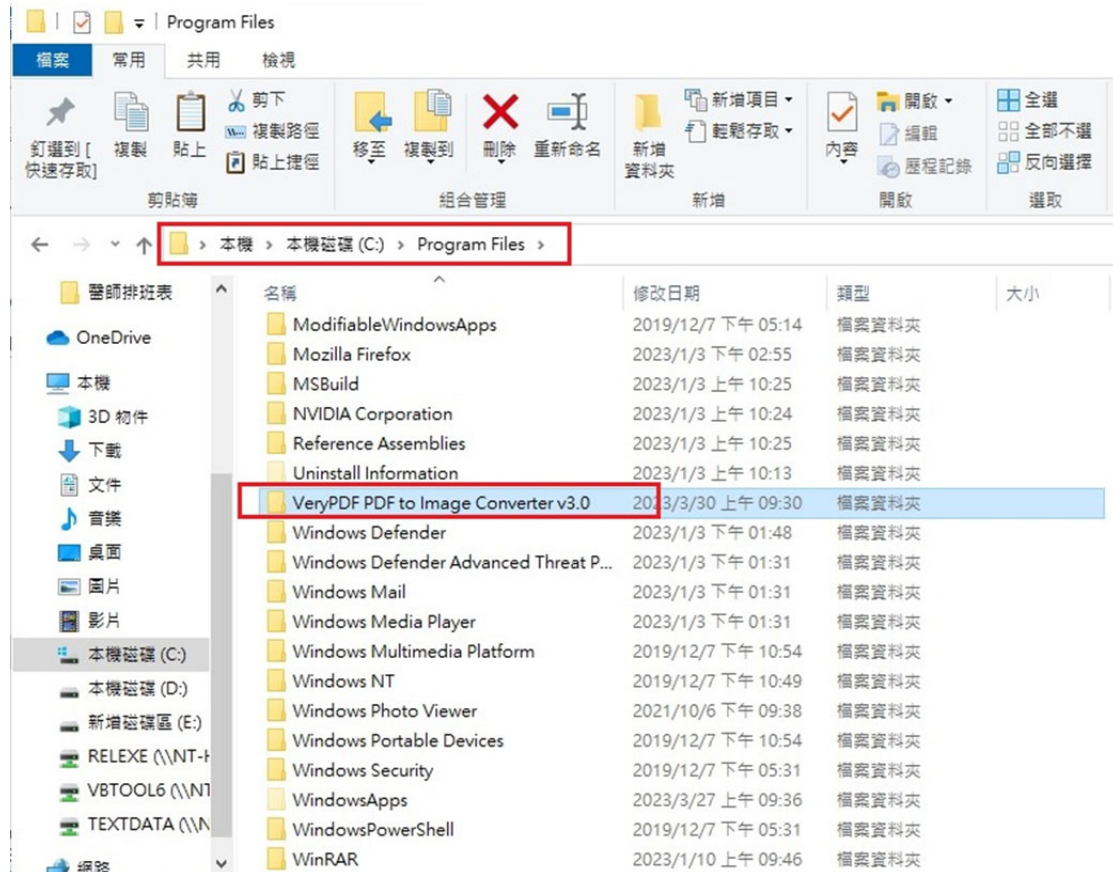 Program Files
檔案 常用 共用 檢視
剪下
複製路徑
貼上捷徑
釘選到 [
快速存取]
複製
貼上
剪貼簿
移至
複製到
刪除
重新命名
組合管理
新增
資料夾
新增項目
輕鬆存取
新增
內容
開啟
編輯
歷程記錄
開啟
全選
全部不選
反向選擇
選取
本機 > 本機磁碟 (C:) > Program Files >
醫師排班表
OneDrive
本機
3D 物件
下載
文件
音樂
桌面
圖片
影片
本機磁碟 (C:)
本機磁碟 (D:)
新增磁碟區 (E:)
RELEXE (\\NT-H
VBTOOL6 (\\NT
TEXTDATA (\\N
網路
名稱 修改日期 類型 大小
ModifiableWindowsApps 2019/12/7 下午 05:14 檔案資料夾
Mozilla Firefox 2023/1/3 下午 02:55 檔案資料夾
MSBuild 2023/1/3 上午 10:25 檔案資料夾
NVIDIA Corporation 2023/1/3 上午 10:24 檔案資料夾
Reference Assemblies 2023/1/3 上午 10:25 檔案資料夾
Uninstall Information 2023/1/3 上午 10:13 檔案資料夾
VeryPDF PDF to Image Converter v3.0 2023/3/30 上午 09:30 檔案資料夾
Windows Defender 2023/1/3 下午 01:48 檔案資料夾
Windows Defender Advanced Threat P... 2023/1/3 下午 01:31 檔案資料夾
Windows Mail 2023/1/3 下午 01:31 檔案資料夾
Windows Media Player 2023/1/3 下午 01:31 檔案資料夾
Windows Multimedia Platform 2019/12/7 下午 10:54 檔案資料夾
Windows NT 2019/12/7 下午 10:49 檔案資料夾
Windows Photo Viewer 2021/10/6 下午 09:38 檔案資料夾
Windows Portable Devices 2019/12/7 下午 10:54 檔案資料夾
Windows Security 2019/12/7 下午 05:31 檔案資料夾
WindowsApps 2023/3/27 上午 09:36 檔案資料夾
WindowsPowerShell 2019/12/7 下午 05:31 檔案資料夾
WinRAR 2023/1/10 上午 09:46 檔案資料夾